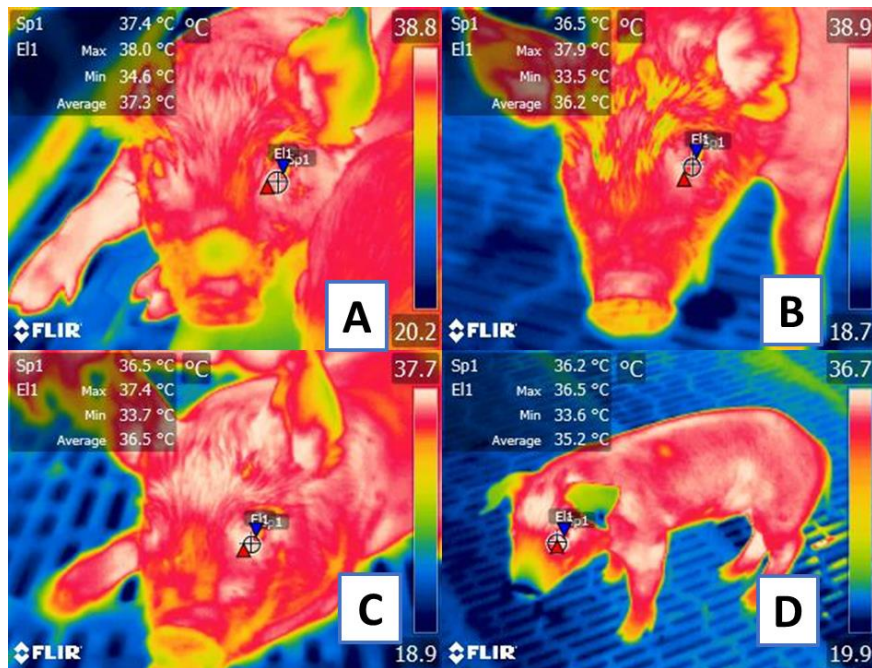 Sp1 37.4 °C °C 38.8
El1 Max 38.0 °C
Min 34.6 °C
Average 37.3 °C
El1
Sp1
A
FLIR 20.2
Sp1 36.5 °C °C 38.9
El1 Max 37.9 °C
Min 33.5 °C
Average 36.2 °C
El1
B
FLIR 18.7
Sp1 36.5 °C °C 37.7
El1 Max 37.4 °C
Min 33.7 °C
Average 36.5 °C
El1
C
FLIR 18.9
Sp1 36.2 °C °C 36.7
El1 Max 36.5 °C
Min 33.6 °C
Average 35.2 °C
El1
Sp1
D
FLIR 19.9